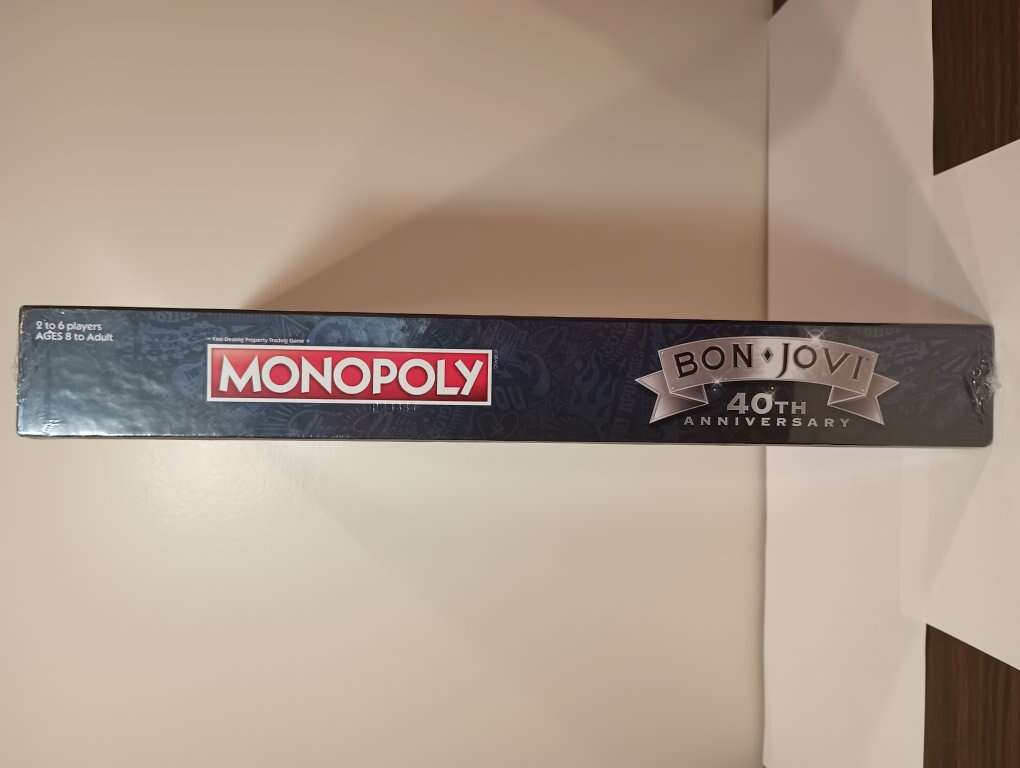 2 to 6 players
AGES 8 to Adult
Fast-Dealing Property Trading Game
MONOPOLY
BON JOVI
40TH
ANNIVERSARY